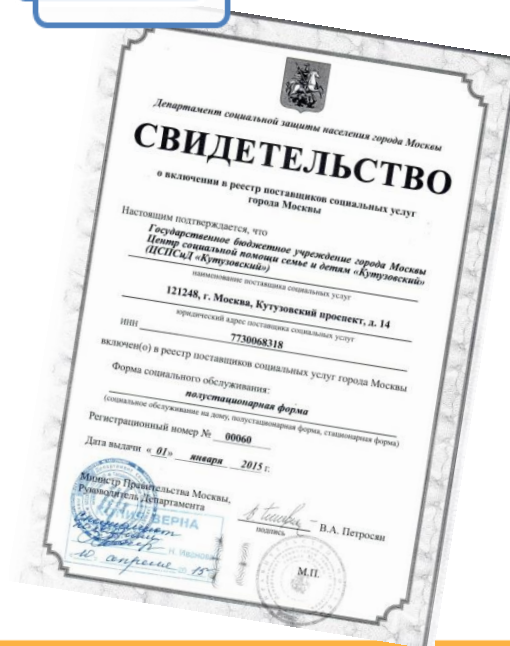 Департамент социальной защиты населения города Москвы
СВИДЕТЕЛЬСТВО
о включении в реестр поставщиков социальных услуг
города Москвы
Настоящим подтверждается, что
Государственное бюджетное учреждение города Москвы
Центр социальной помощи семье и детям «Кутузовский»
(ЦСПСиД «Кутузовский»)
наименование поставщика социальных услуг
121248, г. Москва, Кутузовский проспект, д. 14
юридический адрес поставщика социальных услуг
ИНН 7730068318
включен(о) в реестр поставщиков социальных услуг города Москвы
Форма социального обслуживания:
полустационарная форма
(социальное обслуживание на дому, полустационарная форма, стационарная форма)
Регистрационный номер № 00060
Дата выдачи « 01» января 2015 г.
Министр Правительства Москвы,
Руководитель Департамента
подпись
В.А. Петросян
ВЕРНА
10 апреля 15
М.П.